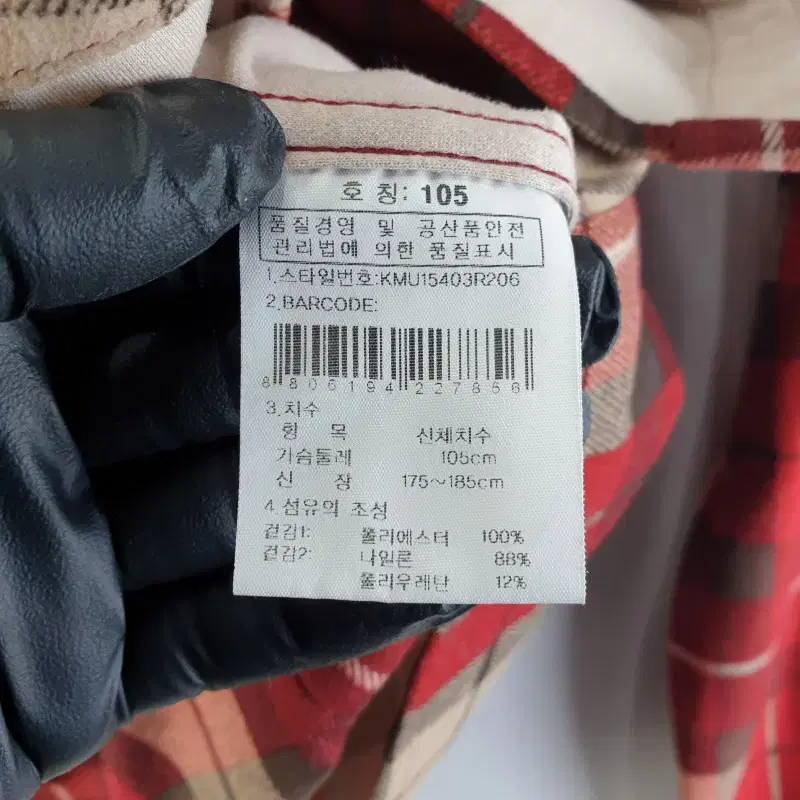 호 칭: 105
품질경영 및 공산품안전
관리법에 의한 품질표시
1.스타일번호:KMU15403R206
2.BARCODE:
8 806194 227856
3.치수
항 목 신체치수
기슴둘레 105cm
신 장 175~185cm
4.섬유의 조성
겉감1: 폴리에스터 100%
겉감2: 나일론 88%
폴리우레탄 12%